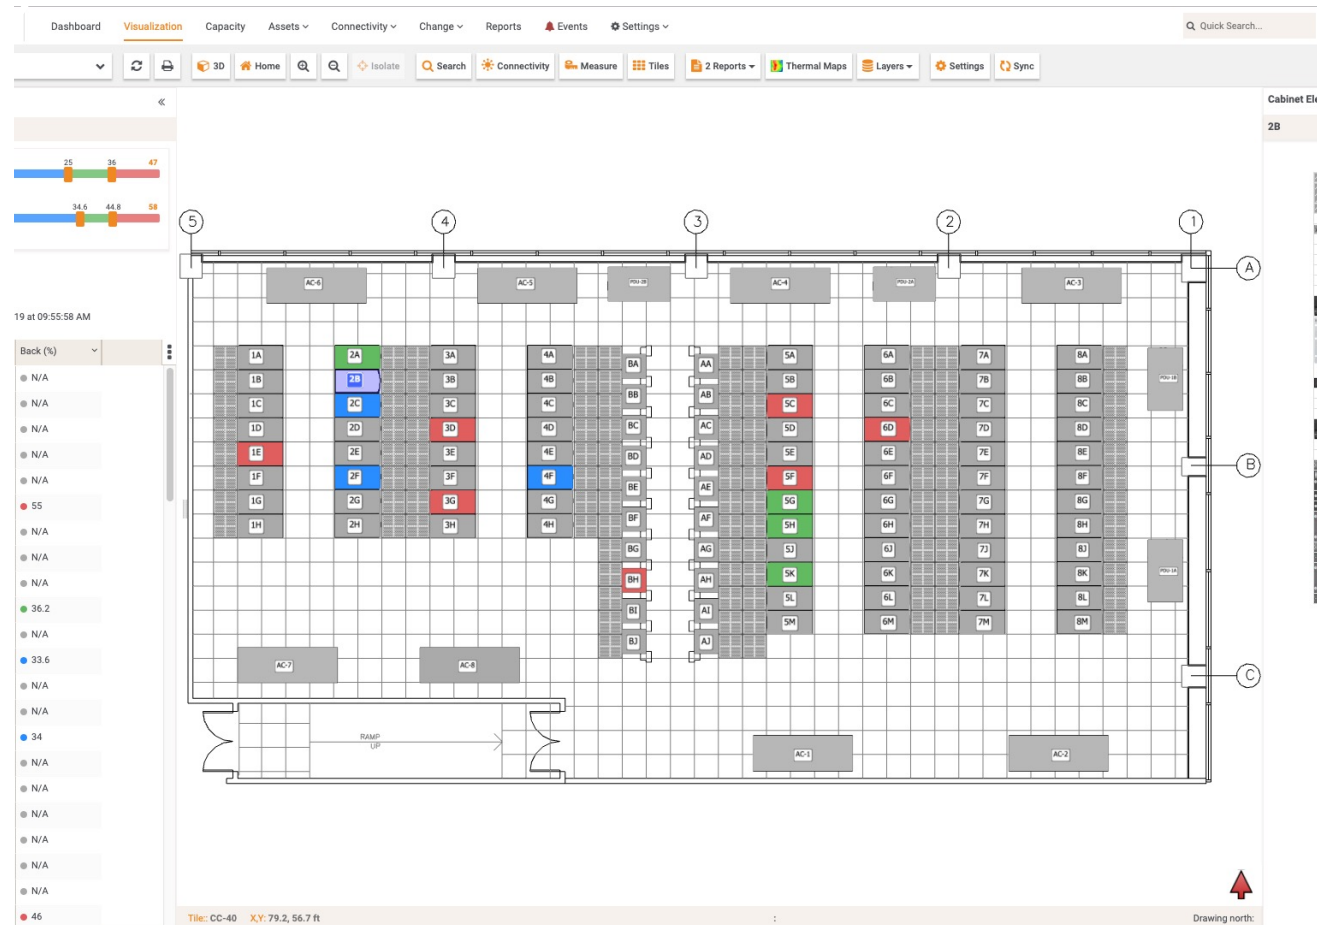 Dashboard Visualization Capacity Assets Connectivity Change Reports Events Settings Quick Search...
3D Home Isolate Search Connectivity Measure Tiles 2 Reports Thermal Maps Layers Settings Sync
Cabinet Ele
2B
25 36 47
34.6 44.8 58
19 at 09:55:58 AM
Back (%)
N/A
N/A
N/A
N/A
N/A
55
N/A
N/A
N/A
36.2
N/A
33.6
N/A
N/A
34
N/A
N/A
N/A
N/A
N/A
N/A
46
5 4 3 2 1
A
B
C
AC-6 AC-5 PDU-2B AC-4 PDU-2A AC-3
1A 2A 3A 4A BA AA 5A 6A 7A 8A
1B 2B 3B 4B BB AB 5B 6B 7B 8B PDU-1B
1C 2C 3C 4C BC AC 5C 6C 7C 8C
1D 2D 3D 4D BD AD 5D 6D 7D 8D
1E 2E 3E 4E BE AE 5E 6E 7E 8E
1F 2F 3F 4F BF AF 5F 6F 7F 8F
1G 2G 3G 4G BG AG 5G 6G 7G 8G
1H 2H 3H 4H BH AH 5H 6H 7H 8H
BI AI 5J 6J 7J 8J
BJ AJ 5K 6K 7K 8K PDU-1A
5L 6L 7L 8L
5M 6M 7M 8M
AC-7 AC-8
RAMP
UP
AC-1 AC-2
Tile: CC-40 X,Y: 79.2, 56.7 ft : Drawing north: